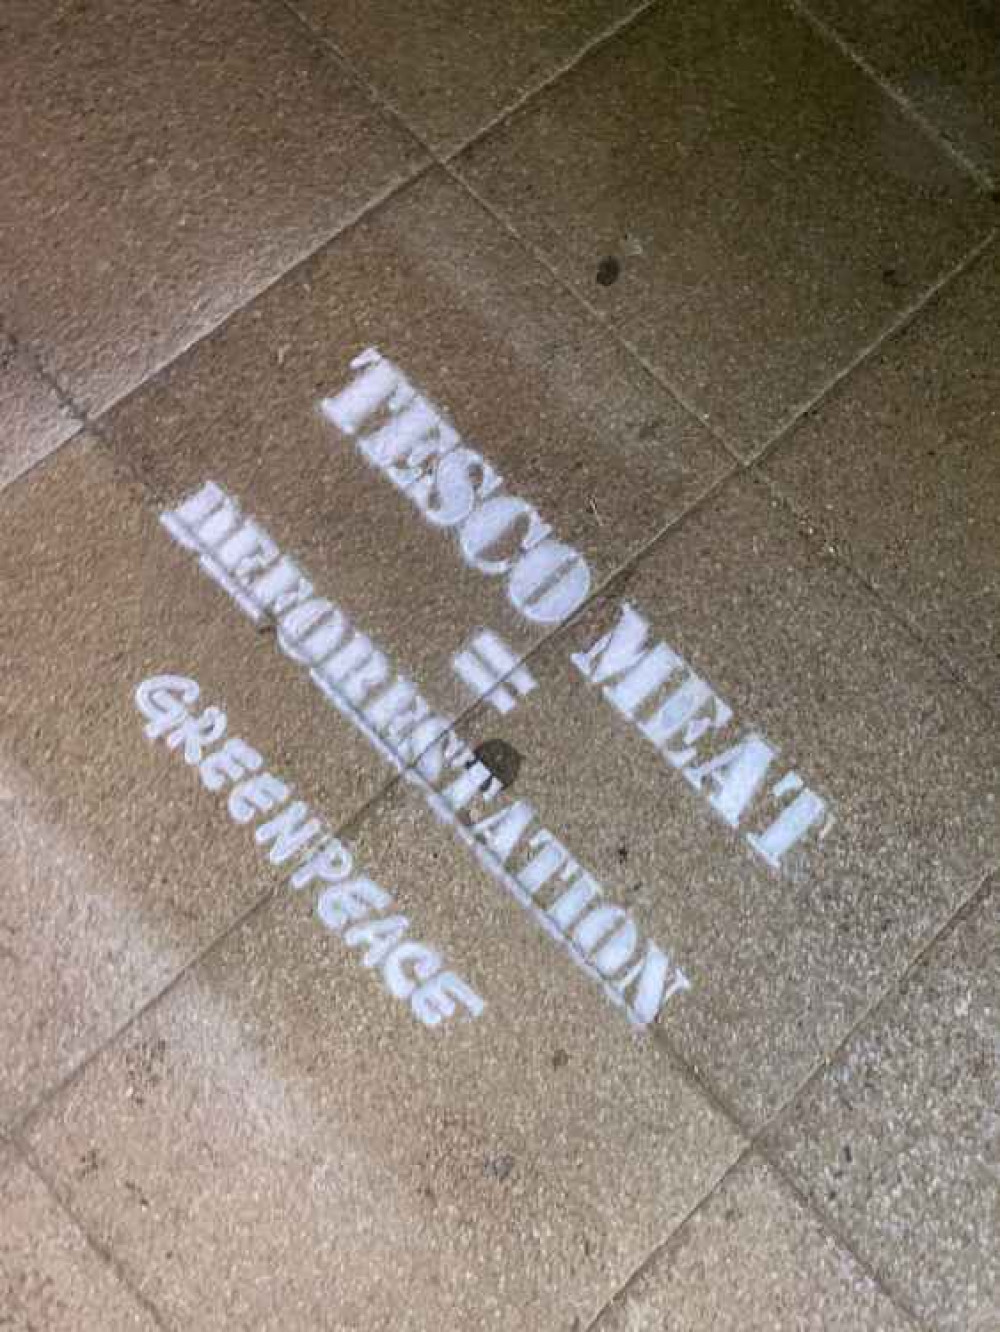 TESCO MEAT
=
DEFORESTATION
GREENPEACE